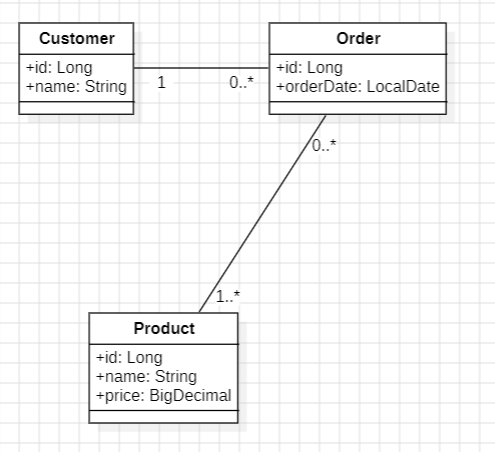 Customer
+id: Long
+name: String
1
0..*
Order
+id: Long
+orderDate: LocalDate
0..*
1..*
Product
+id: Long
+name: String
+price: BigDecimal